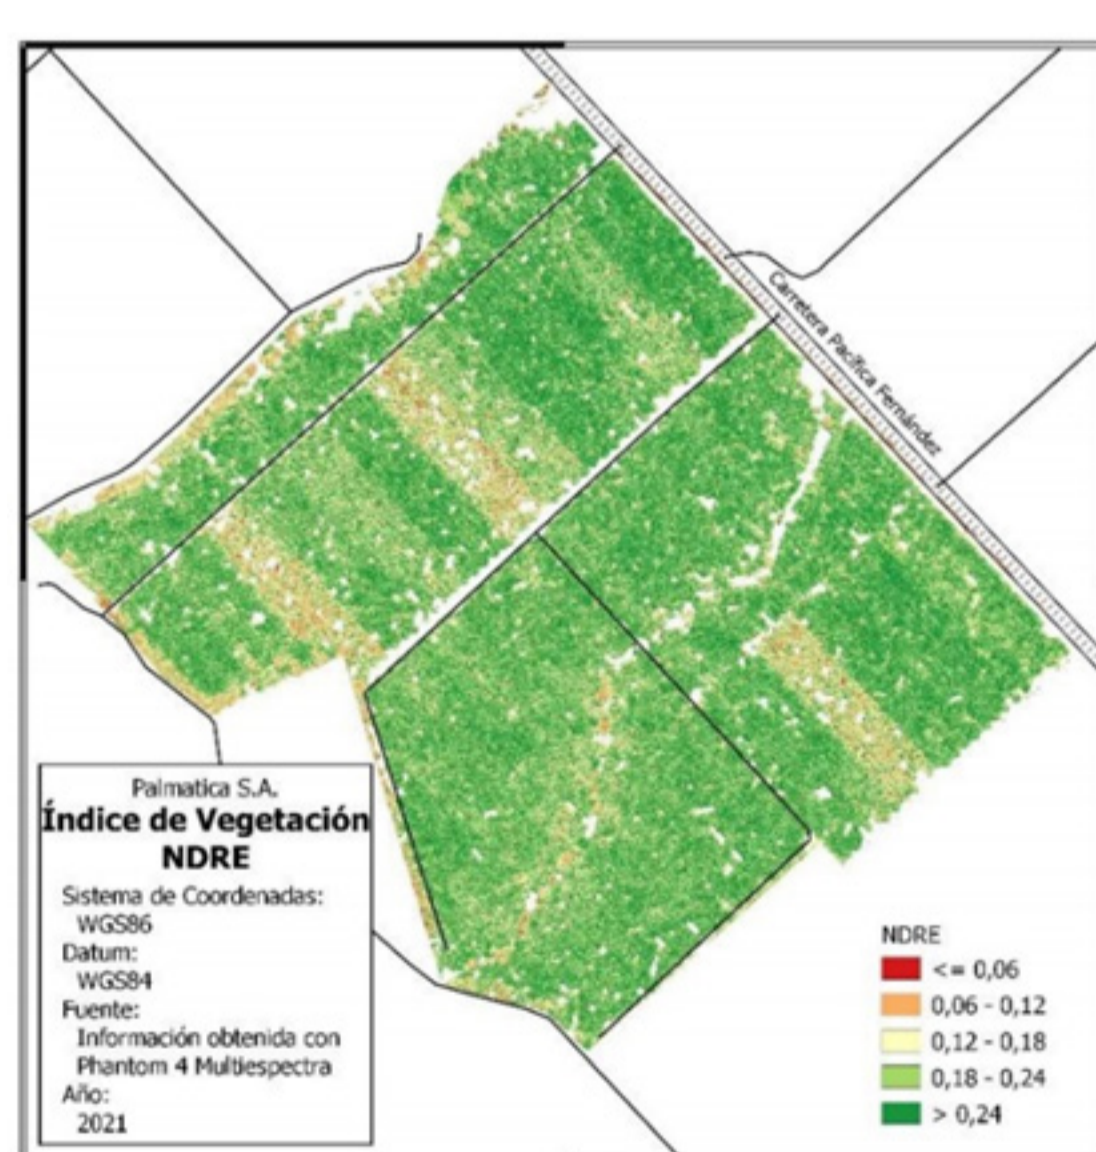 Carretera Pacífica Fernández
Palmatica S.A.
Índice de Vegetación
NDRE
Sistema de Coordenadas:
WGS86
Datum:
WGS84
Fuente:
Información obtenida con
Phantom 4 Multiespectra
Año:
2021
NDRE
<= 0,06
0,06 - 0,12
0,12 - 0,18
0,18 - 0,24
> 0,24